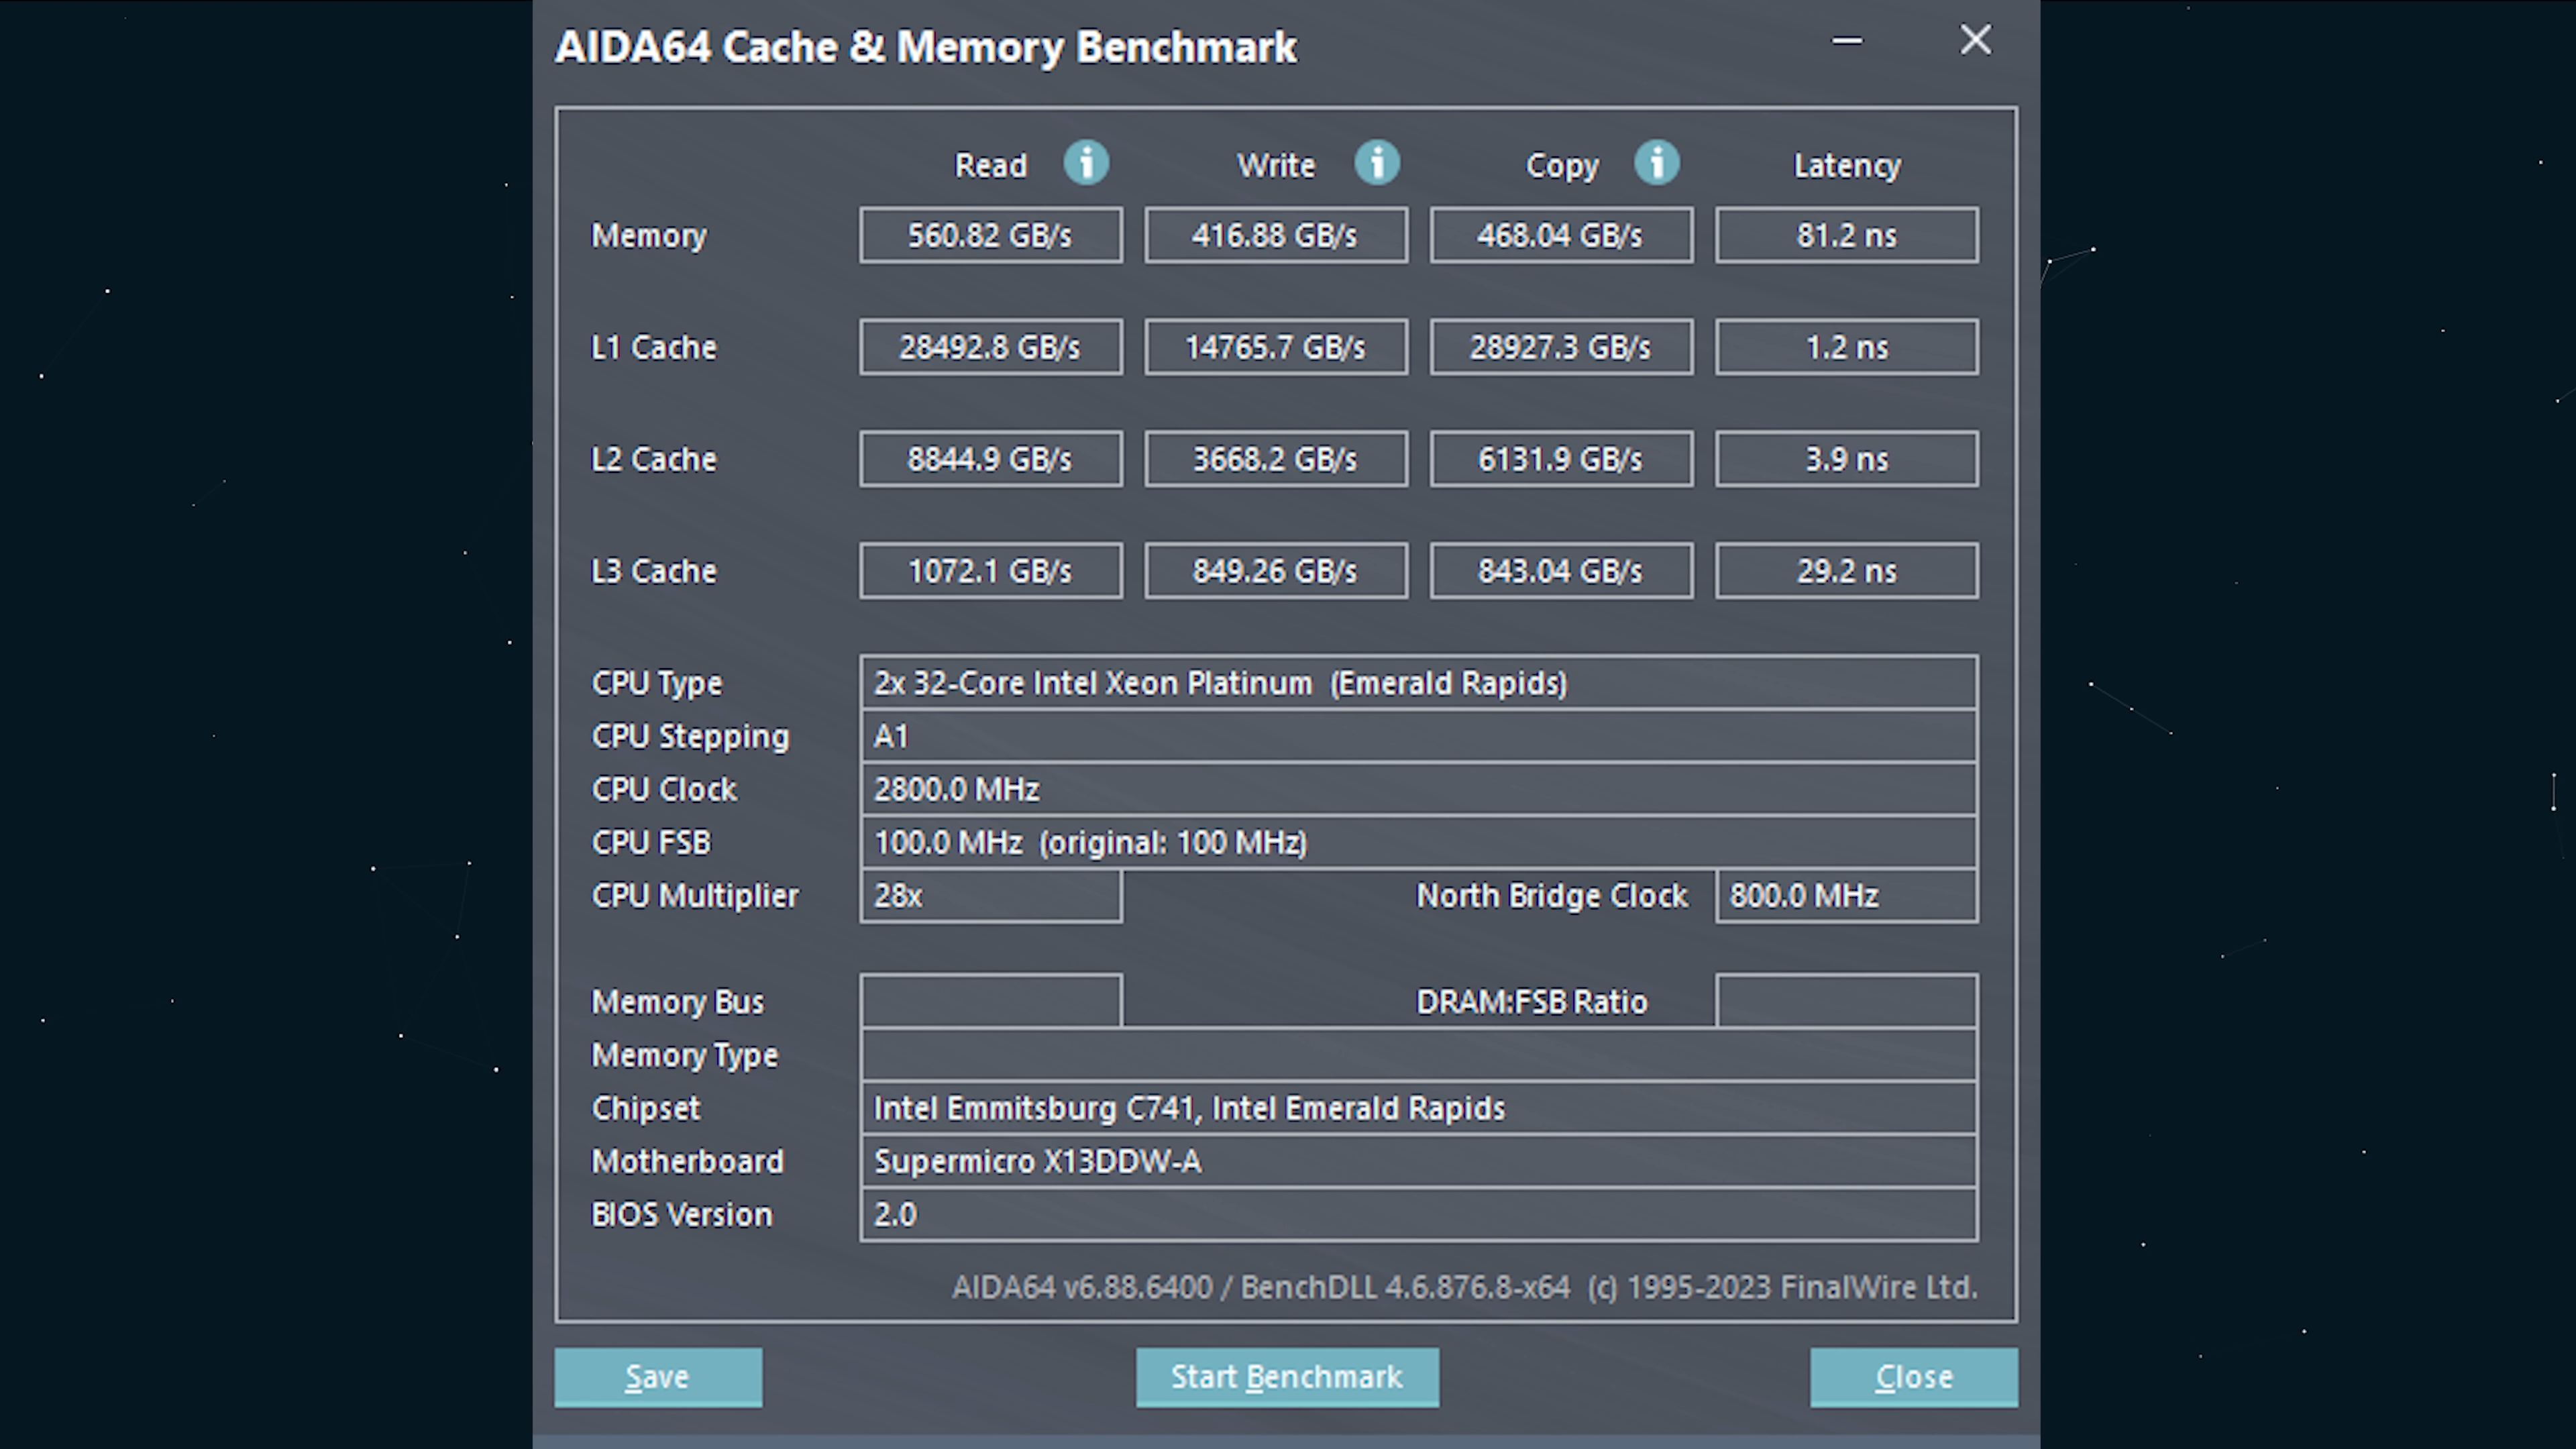 AIDA64 Cache & Memory Benchmark
Read Write Copy Latency
Memory 560.82 GB/s 416.88 GB/s 468.04 GB/s 81.2 ns
L1 Cache 28492.8 GB/s 14765.7 GB/s 28927.3 GB/s 1.2 ns
L2 Cache 8844.9 GB/s 3668.2 GB/s 6131.9 GB/s 3.9 ns
L3 Cache 1072.1 GB/s 849.26 GB/s 843.04 GB/s 29.2 ns
CPU Type 2x 32-Core Intel Xeon Platinum (Emerald Rapids)
CPU Stepping A1
CPU Clock 2800.0 MHz
CPU FSB 100.0 MHz (original: 100 MHz)
CPU Multiplier 28x North Bridge Clock 800.0 MHz
Memory Bus DRAM:FSB Ratio
Memory Type
Chipset Intel Emmitsburg C741, Intel Emerald Rapids
Motherboard Supermicro X13DDW-A
BIOS Version 2.0
AIDA64 v6.88.6400 / BenchDLL 4.6.876.8-x64 (c) 1995-2023 FinalWire Ltd.
Save Start Benchmark Close